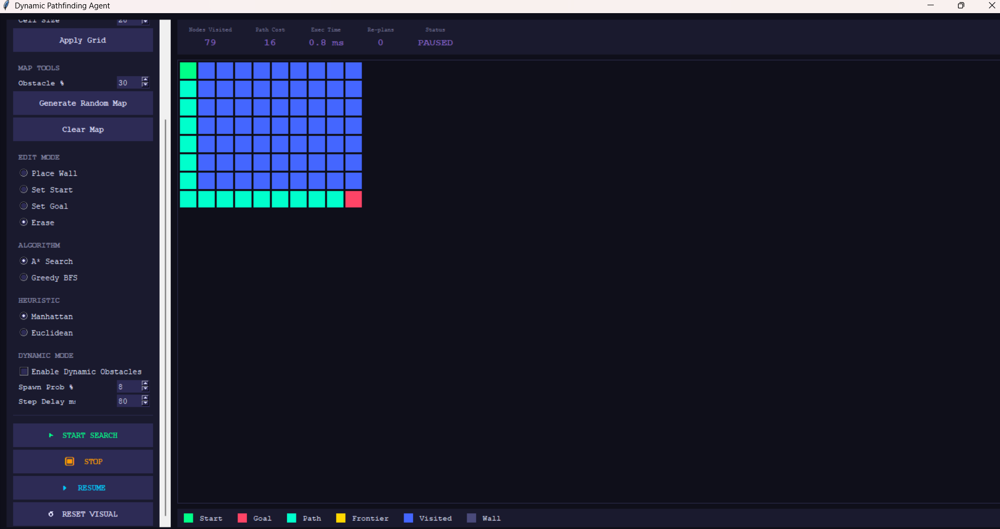 Dynamic Pathfinding Agent
Cell Size 20
Apply Grid
MAP TOOLS
Obstacle % 30
Generate Random Map
Clear Map
EDIT MODE
Place Wall
Set Start
Set Goal
Erase
ALGORITHM
A* Search
Greedy BFS
HEURISTIC
Manhattan
Euclidean
DYNAMIC MODE
Enable Dynamic Obstacles
Spawn Prob % 8
Step Delay ms 80
START SEARCH
STOP
RESUME
RESET VISUAL
Nodes Visited Path Cost Exec Time Re-plans Status
79 16 0.8 ms 0 PAUSED
Start Goal Path Frontier Visited Wall